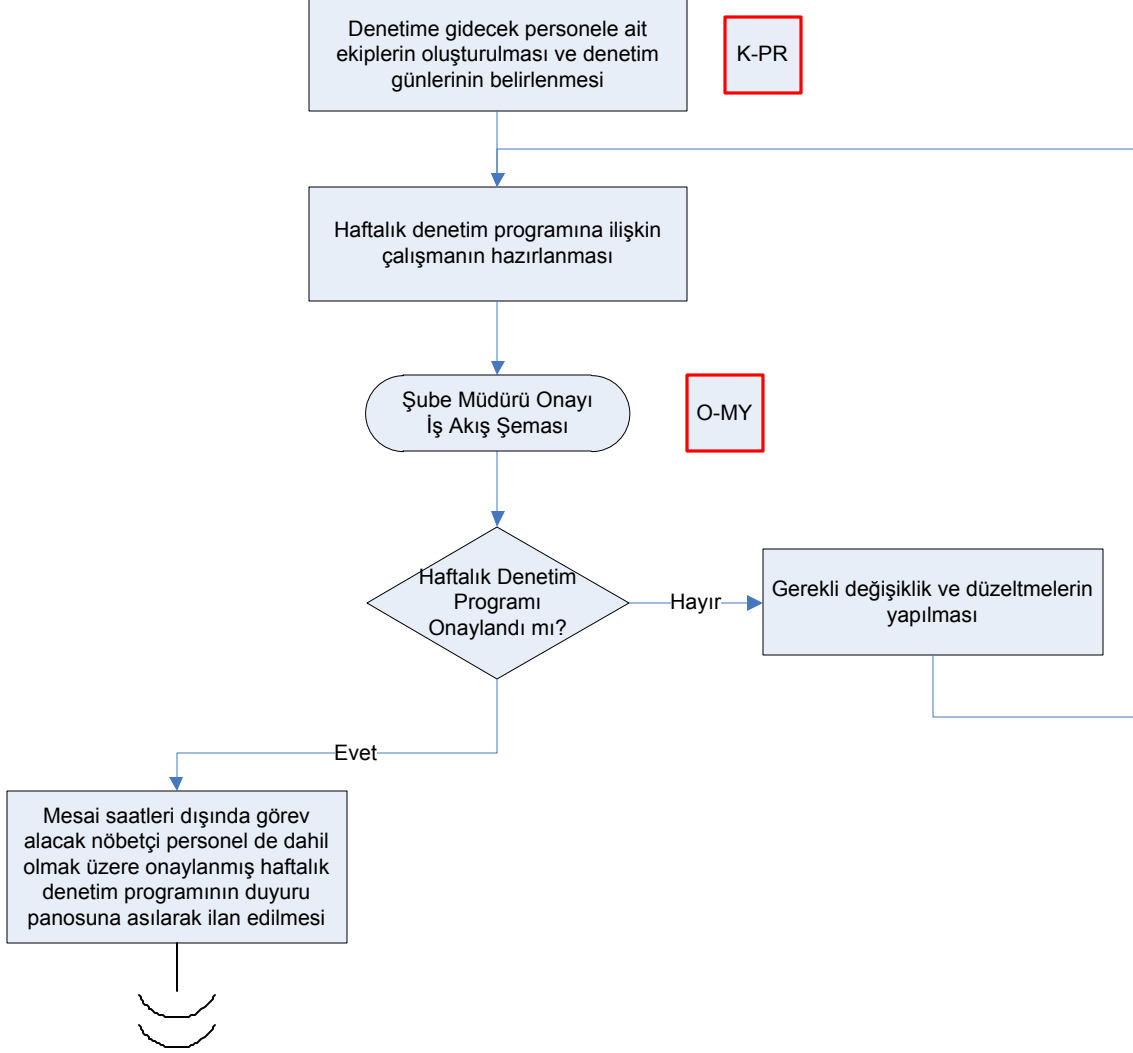 Denetime gidecek personele ait
ekiplerin oluşturulması ve denetim
günlerinin belirlenmesi
K-PR
Haftalık denetim programına ilişkin
çalışmanın hazırlanması
Şube Müdürü Onayı
İş Akış Şeması
O-MY
Haftalık Denetim
Programı
Onaylandı mı?
Hayır
Gerekli değişiklik ve düzeltmelerin
yapılması
Evet
Mesai saatleri dışında görev
alacak nöbetçi personel de dahil
olmak üzere onaylanmış haftalık
denetim programının duyuru
panosuna asılarak ilan edilmesi